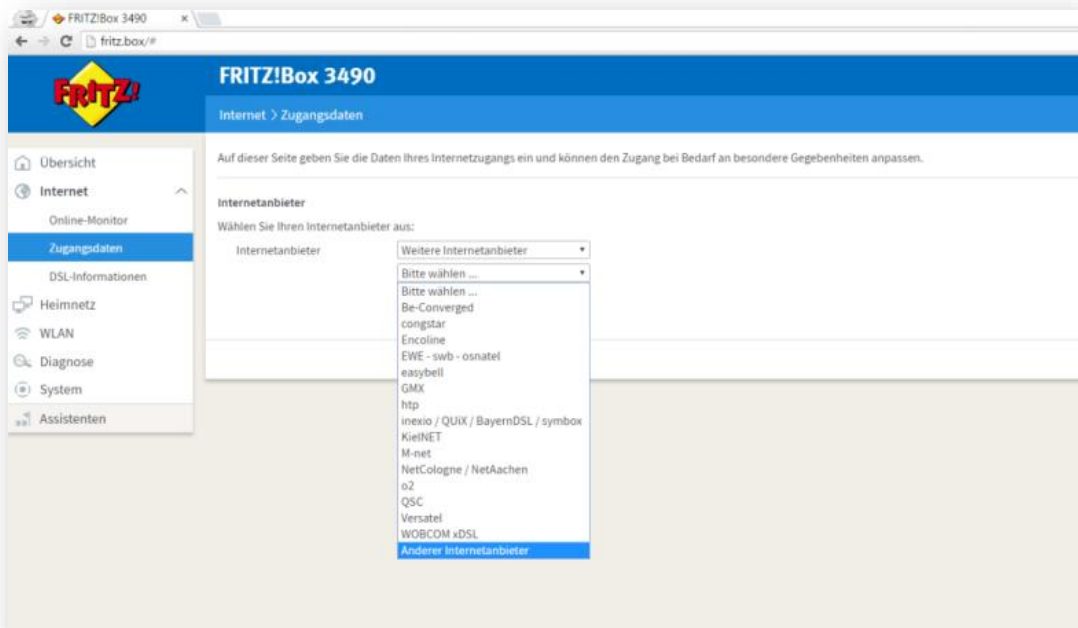 FRITZ!Box 3490
fritz.box/#
FRITZ!
FRITZ!Box 3490
Internet > Zugangsdaten
Übersicht
Internet
Online-Monitor
Zugangsdaten
DSL-Informationen
Heimnetz
WLAN
Diagnose
System
Assistenten
Auf dieser Seite geben Sie die Daten Ihres Internetzugangs ein und können den Zugang bei Bedarf an besondere Gegebenheiten anpassen.
Internetanbieter
Wählen Sie Ihren Internetanbieter aus:
Internetanbieter Weitere Internetanbieter
Bitte wählen ...
Bitte wählen ...
Be-Converged
congstar
Encoline
EWE - swb - osnatel
easybell
GMX
htp
inexio / QUiX / BayernDSL / symbox
KielNET
M-net
NetCologne / NetAachen
o2
QSC
Versatel
WOBCOM xDSL
Anderer Internetanbieter